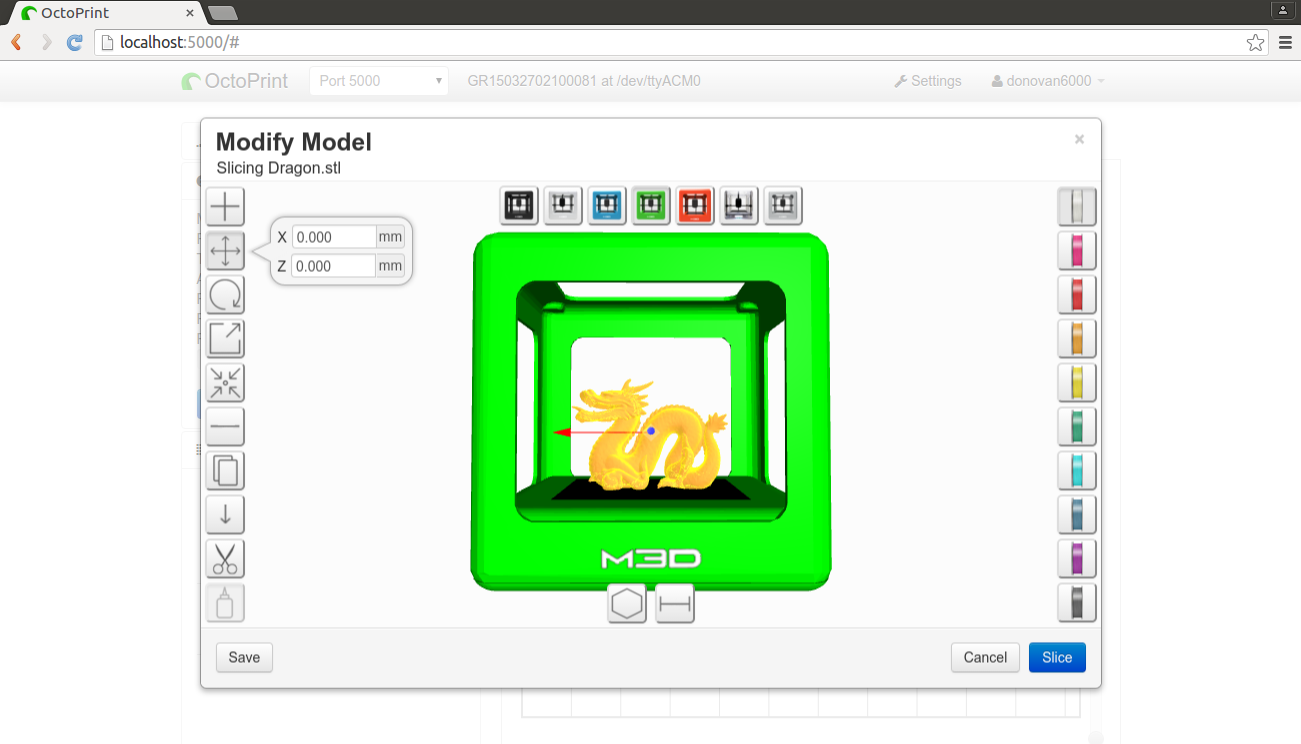 OctoPrint
localhost:5000/#
OctoPrint
Port 5000
GR15032702100081 at /dev/ttyACM0
Settings
donovan6000
Modify Model
×
Slicing Dragon.stl
X 0.000 mm
Z 0.000 mm
M3D
Save
Cancel
Slice